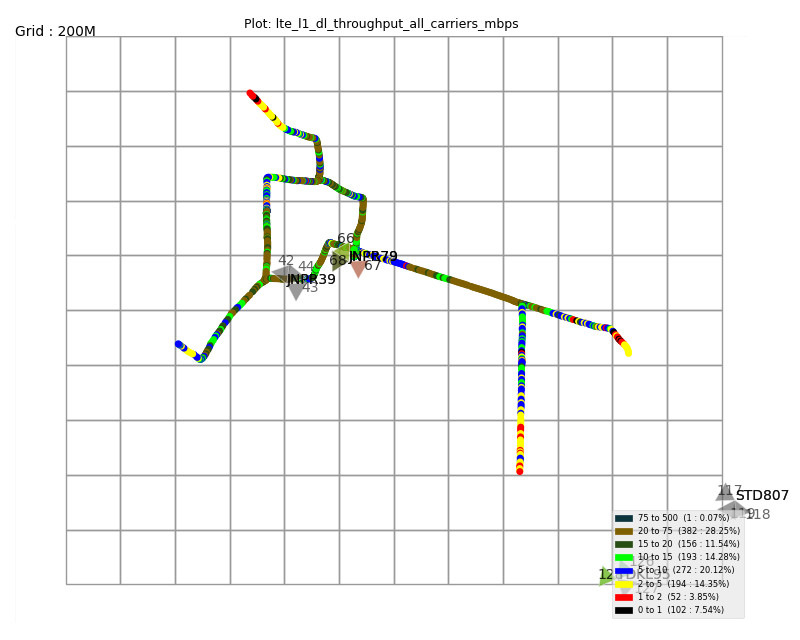 Plot: lte_l1_dl_throughput_all_carriers_mbps
Grid : 200M
66
JNPR79
68
67
42
44
JNPR39
43
117
STD807
119
118
75 to 500 (1 : 0.07%)
20 to 75 (382 : 28.25%)
15 to 20 (156 : 11.54%)
10 to 15 (193 : 14.28%)
5 to 10 (272 : 20.12%)
2 to 5 (194 : 14.35%)
1 to 2 (52 : 3.85%)
0 to 1 (102 : 7.54%)
126
127